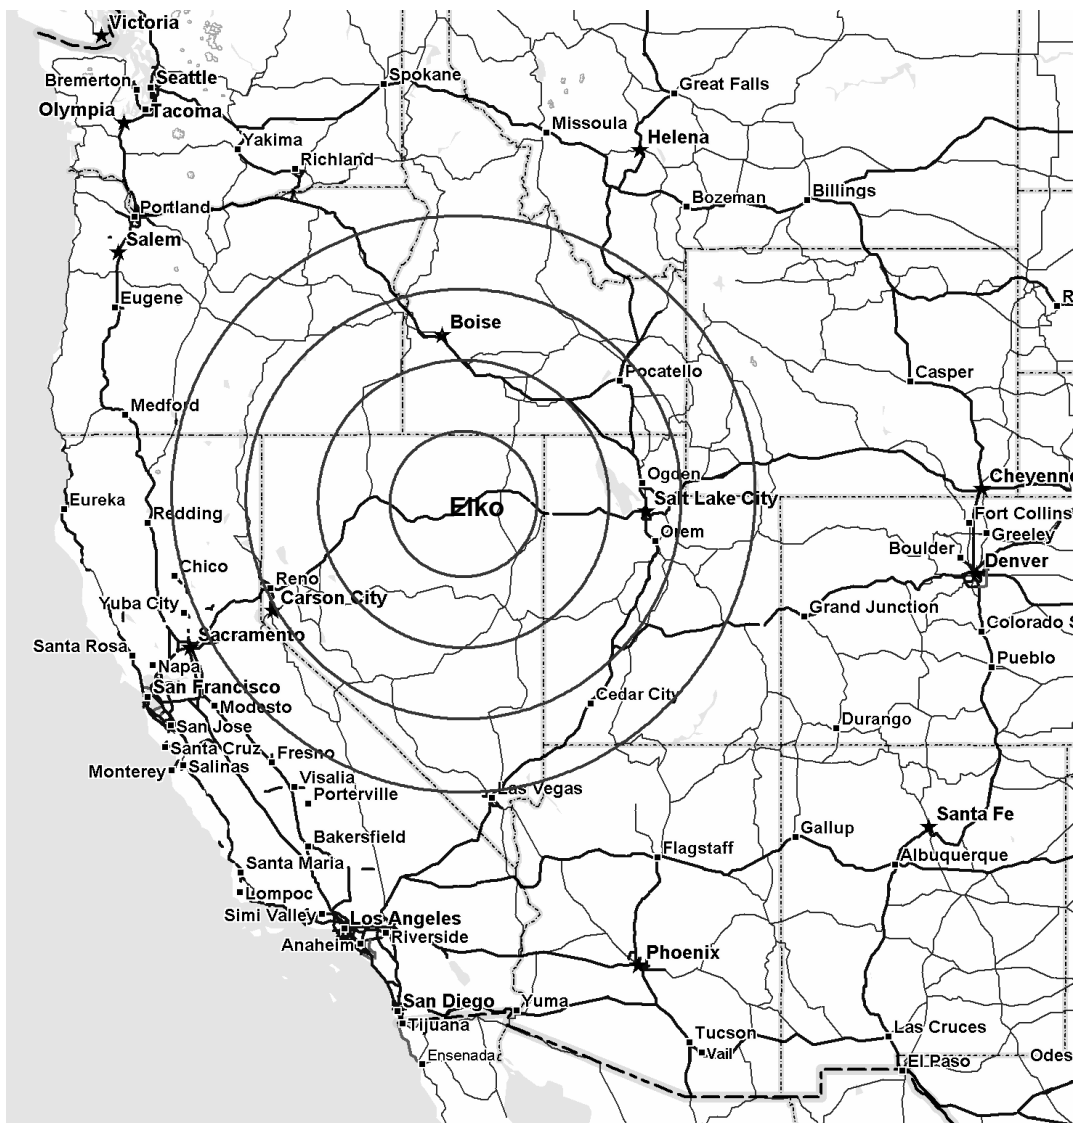 Victoria
Bremerton
Seattle
Spokane
Great Falls
Olympia
Tacoma
Missoula
Helena
Yakima
Richland
Bozeman
Billings
Portland
Salem
Eugene
Boise
R
Pocatello
Casper
Medford
Ogden
Cheyenne
Eureka
Redding
Elko
Salt Lake City
Fort Collins
Orem
Greeley
Boulder
Denver
Chico
Reno
Yuba City
Carson City
Grand Junction
Sacramento
Colorado S
Santa Rosa
Napa
Pueblo
San Francisco
Modesto
Cedar City
San Jose
Durango
Santa Cruz
Fresno
Monterey
Salinas
Visalia
Porterville
Las Vegas
Santa Fe
Bakersfield
Gallup
Flagstaff
Santa Maria
Albuquerque
Lompoc
Simi Valley
Los Angeles
Anaheim
Riverside
Phoenix
San Diego
Yuma
Tijuana
Tucson
Las Cruces
Vail
Ensenada
El Paso
Odes